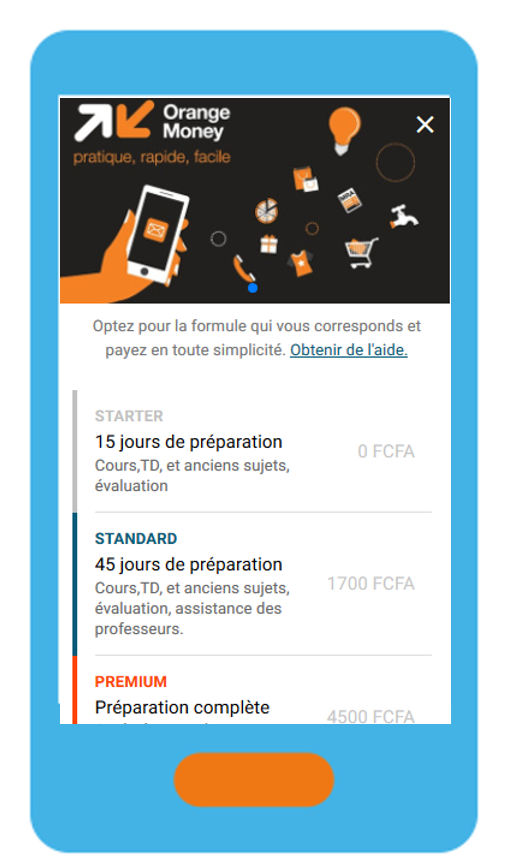 Orange
Money
pratique, rapide, facile
Optez pour la formule qui vous corresponds et
payez en toute simplicité. Obtenir de l'aide.
STARTER
15 jours de préparation
0 FCFA
Cours,TD, et anciens sujets,
évaluation
STANDARD
45 jours de préparation
1700 FCFA
Cours,TD, et anciens sujets,
évaluation, assistance des
professeurs.
PREMIUM
Préparation complète
4500 FCFA